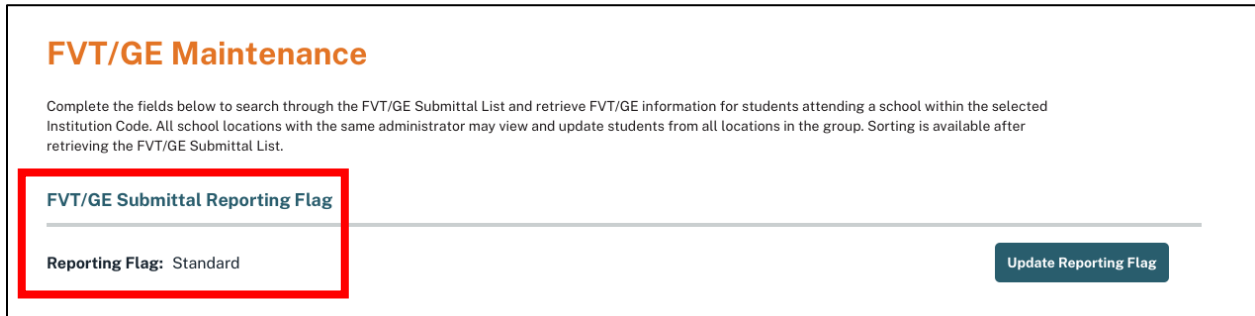 FVT/GE Maintenance
Complete the fields below to search through the FVT/GE Submittal List and retrieve FVT/GE information for students attending a school within the selected
Institution Code. All school locations with the same administrator may view and update students from all locations in the group. Sorting is available after
retrieving the FVT/GE Submittal List.
FVT/GE Submittal Reporting Flag
Reporting Flag: Standard
Update Reporting Flag